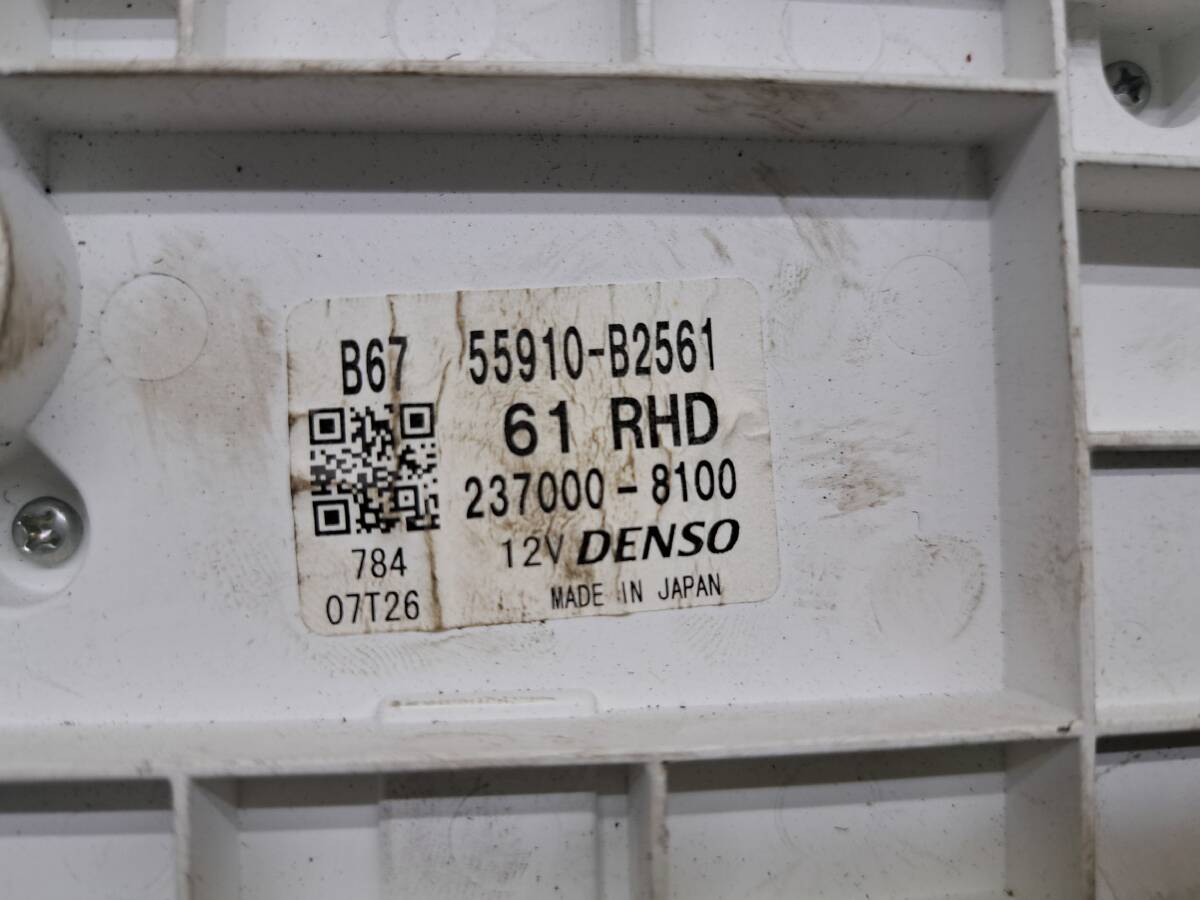 B67 55910-B2561
61 RHD
237000-8100
784
12V DENSO
07T26
MADE IN JAPAN